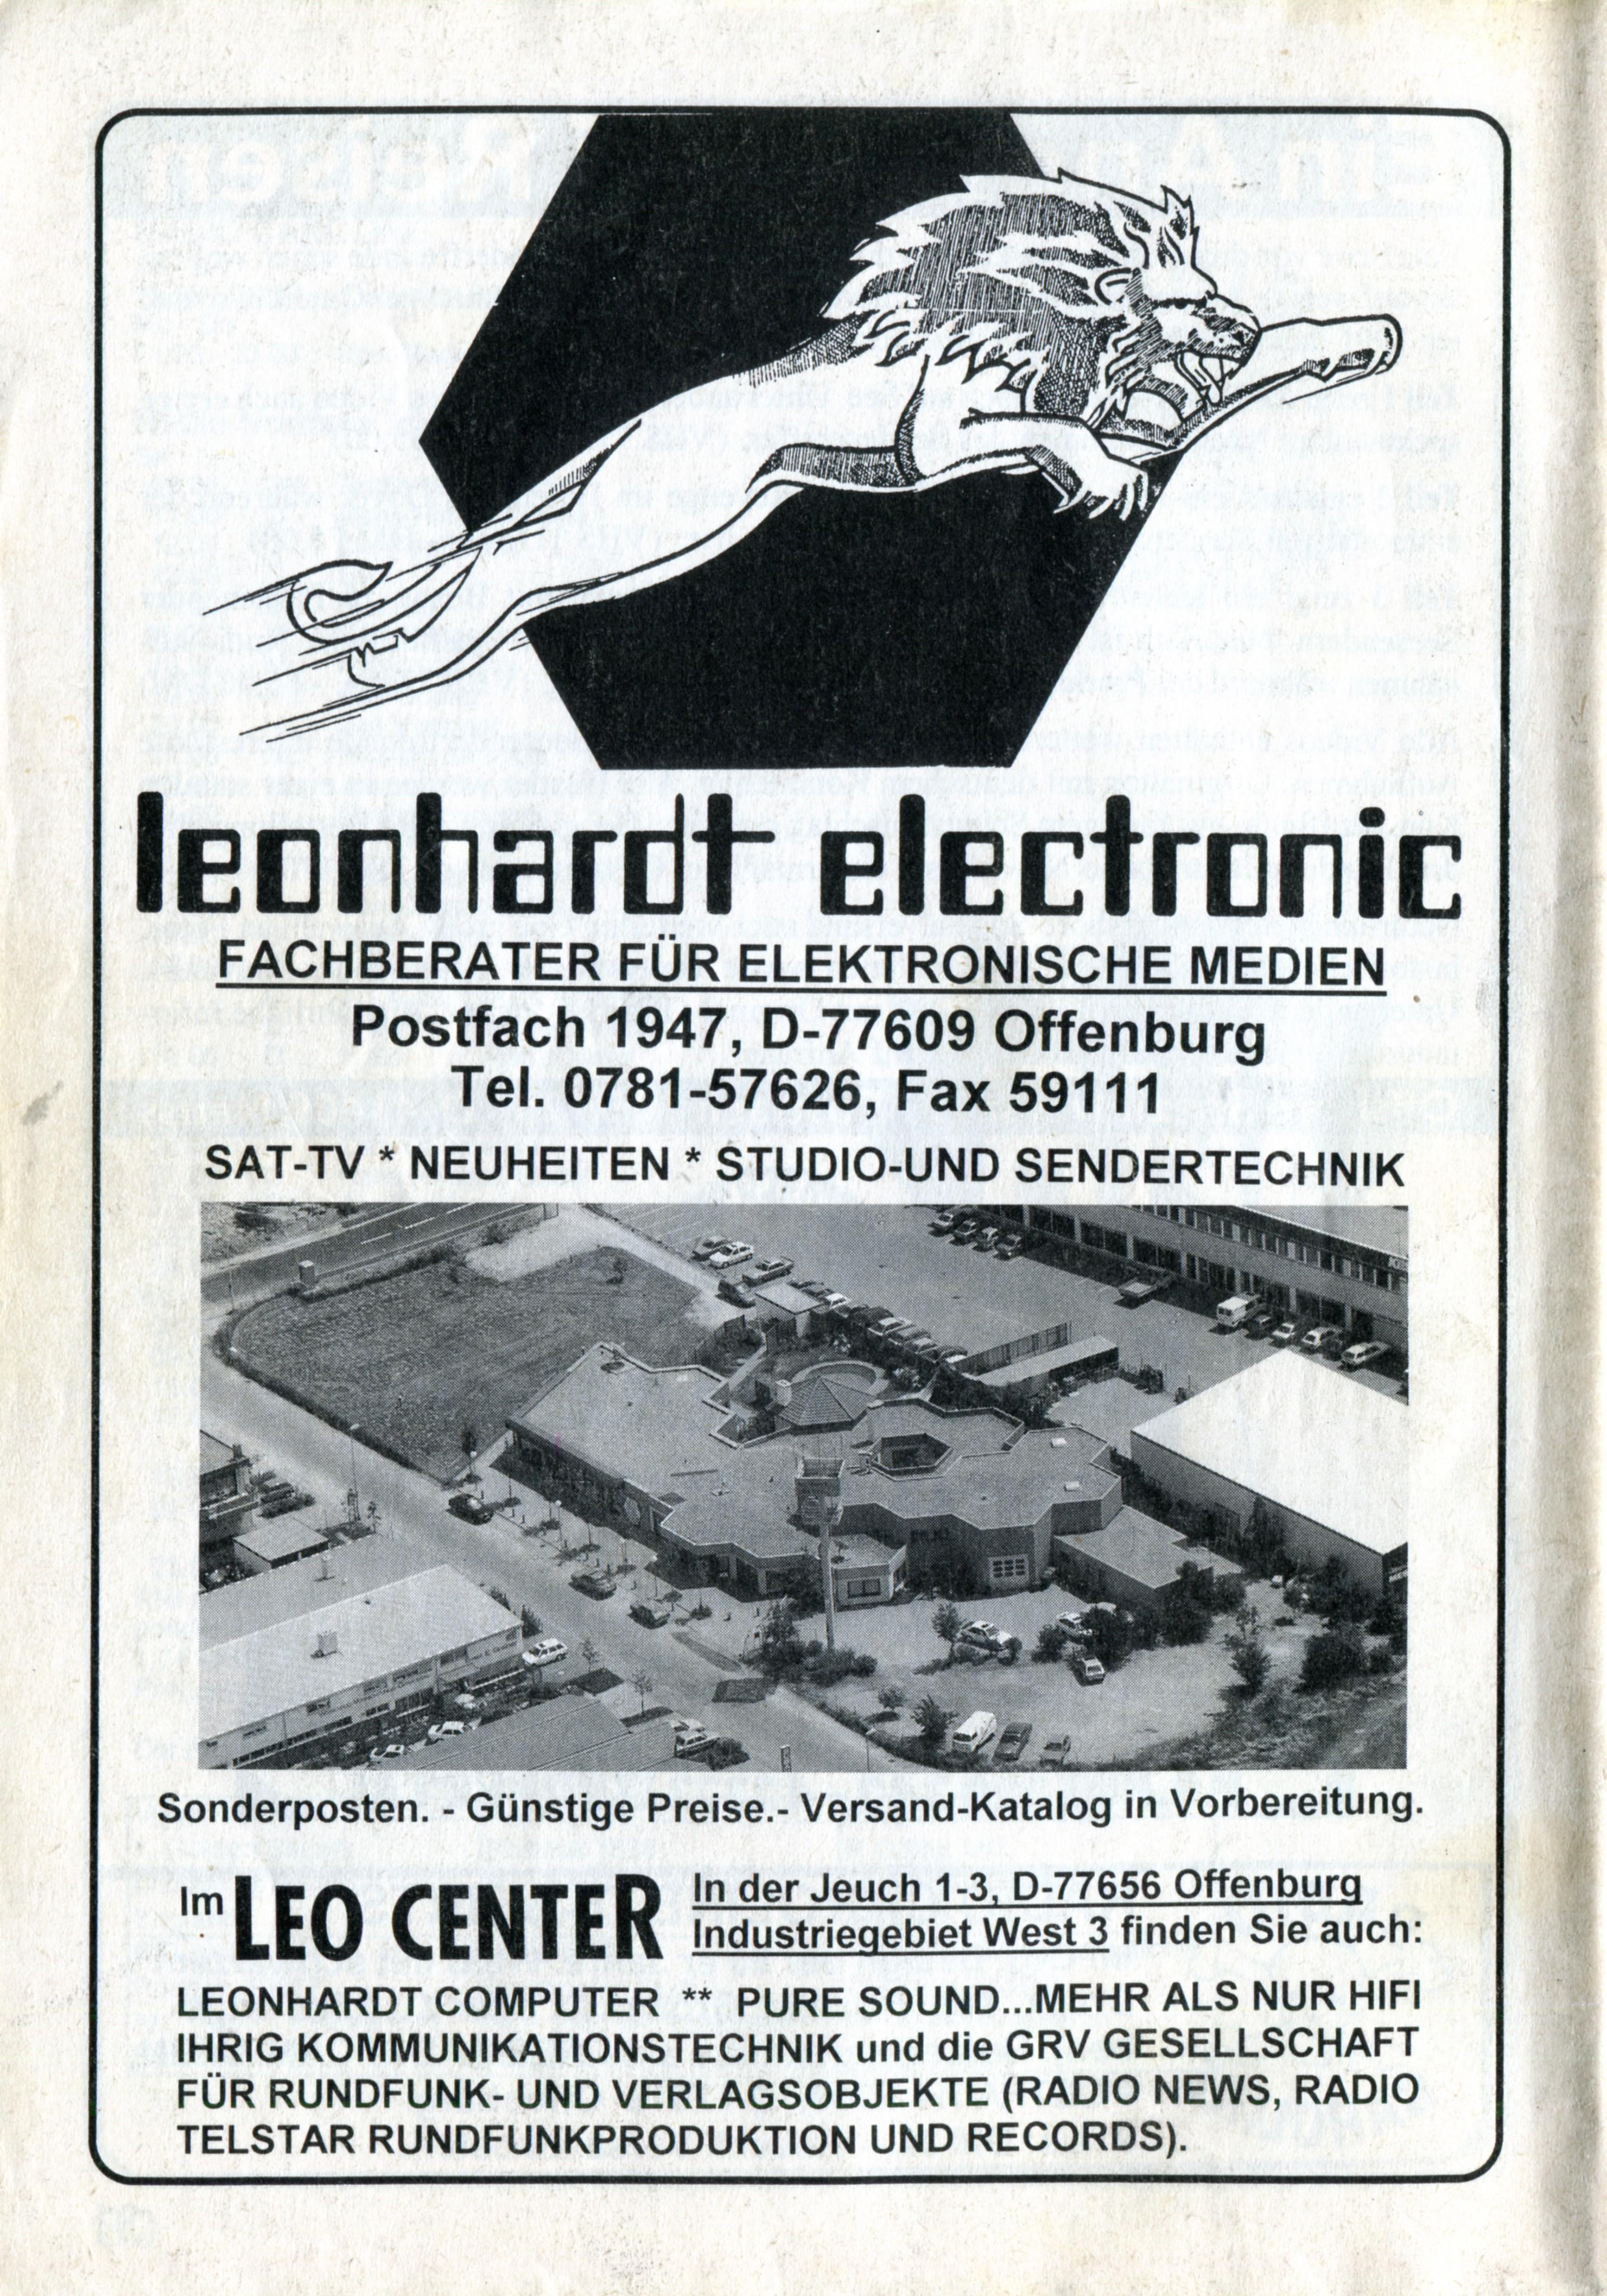 leonhardt electronic
FACHBERATER FÜR ELEKTRONISCHE MEDIEN
Postfach 1947, D-77609 Offenburg
Tel. 0781-57626, Fax 59111
SAT-TV * NEUHEITEN * STUDIO-UND SENDERTECHNIK
Sonderposten. - Günstige Preise.- Versand-Katalog in Vorbereitung.
Im LEO CENTER
In der Jeuch 1-3, D-77656 Offenburg
Industriegebiet West 3 finden Sie auch:
LEONHARDT COMPUTER ** PURE SOUND...MEHR ALS NUR HIFI
IHRIG KOMMUNIKATIONSTECHNIK und die GRV GESELLSCHAFT
FÜR RUNDFUNK- UND VERLAGSOBJEKTE (RADIO NEWS, RADIO
TELSTAR RUNDFUNKPRODUKTION UND RECORDS).